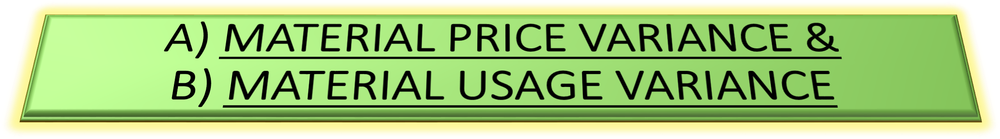 A) MATERIAL PRICE VARIANCE &
B) MATERIAL USAGE VARIANCE